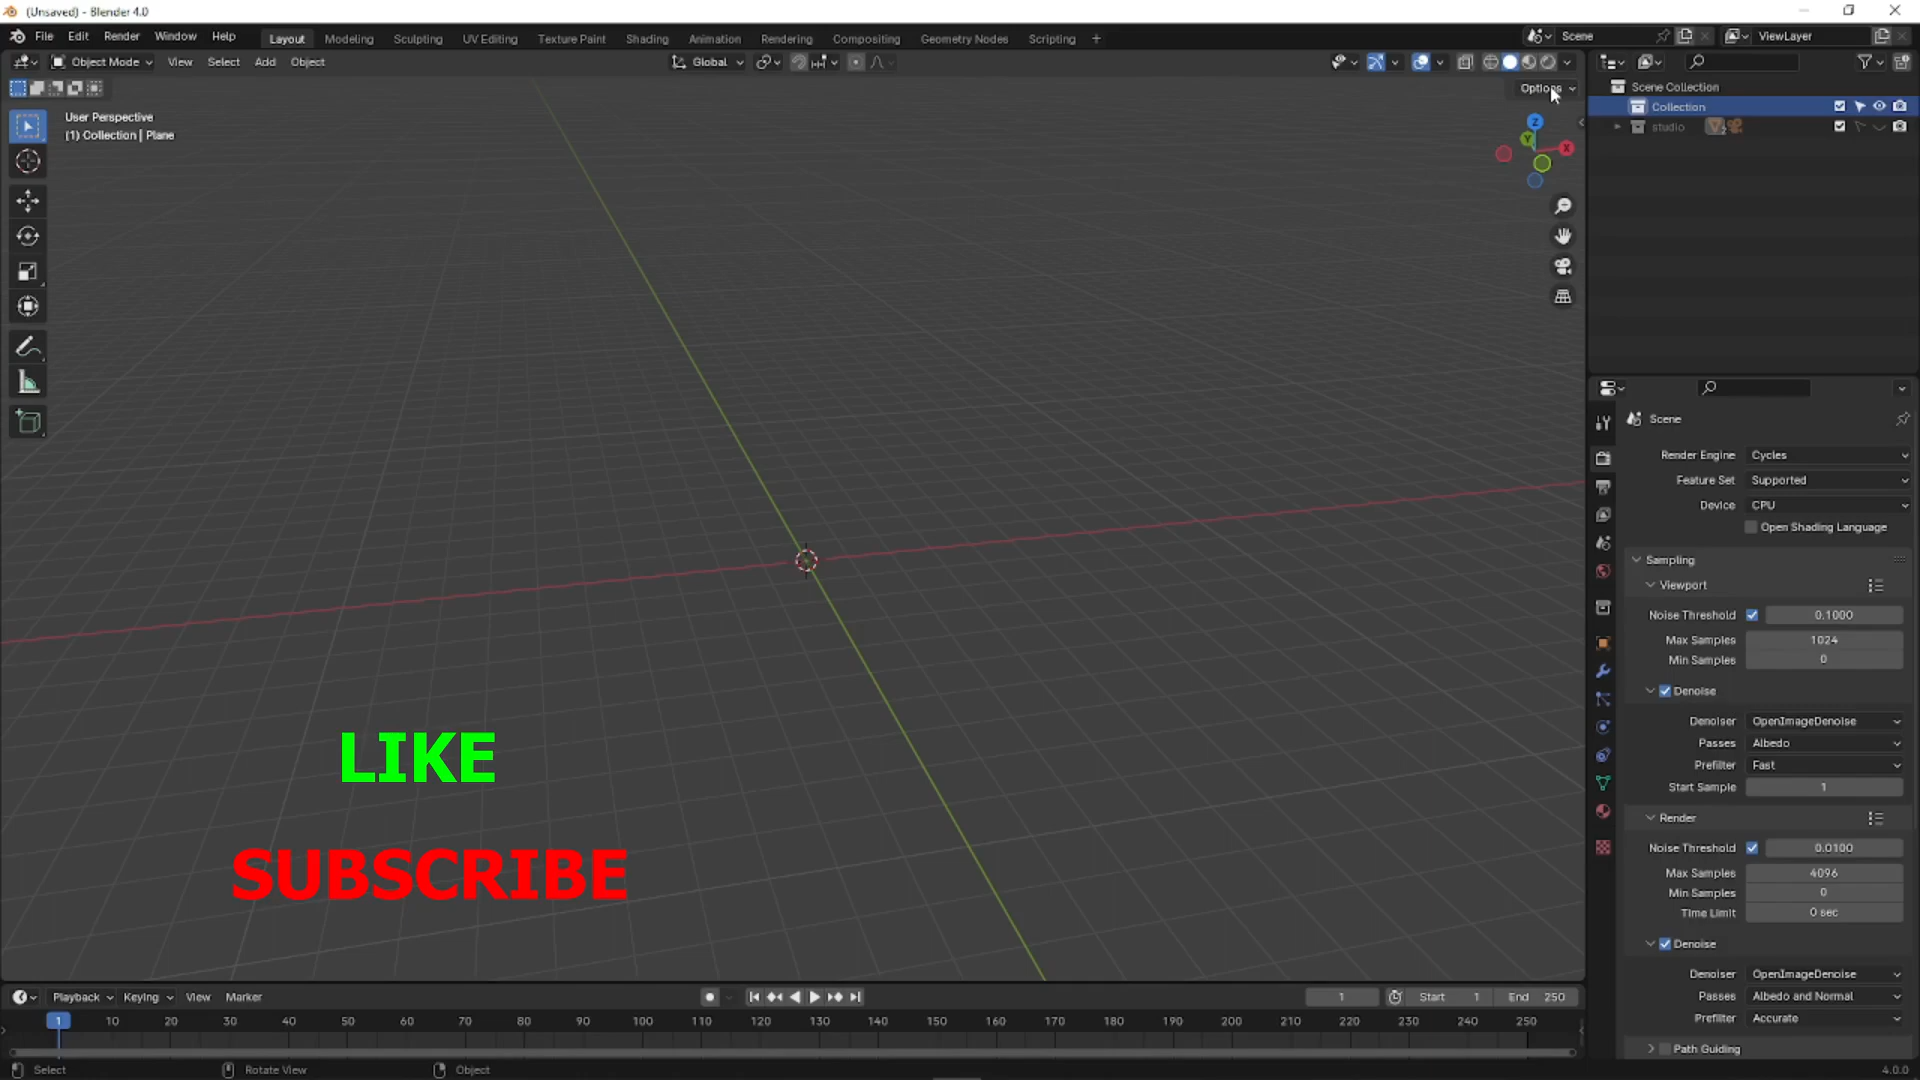 (Unsaved) - Blender 4.0
File Edit Render Window Help Layout Modeling Sculpting UV Editing Texture Paint Shading Animation Rendering Compositing Geometry Nodes Scripting + Scene ViewLayer
Object Mode View Select Add Object Global
Options
User Perspective
(1) Collection | Plane
Z
Y
X
Scene Collection
Collection
studio
Scene
Render Engine Cycles
Feature Set Supported
Device CPU
Open Shading Language
Sampling
Viewport
Noise Threshold 0.1000
Max Samples 1024
Min Samples 0
Denoise
Denoiser OpenImageDenoise
Passes Albedo
Prefilter Fast
Start Sample 1
Render
Noise Threshold 0.0100
Max Samples 4096
Min Samples 0
Time Limit 0 sec
Denoise
Denoiser OpenImageDenoise
Passes Albedo and Normal
Prefilter Accurate
Path Guiding
LIKE
SUBSCRIBE
Playback Keying View Marker 1 Start 1 End 250
1 10 20 30 40 50 60 70 80 90 100 110 120 130 140 150 160 170 180 190 200 210 220 230 240 250
Select Rotate View Object 4.0.0